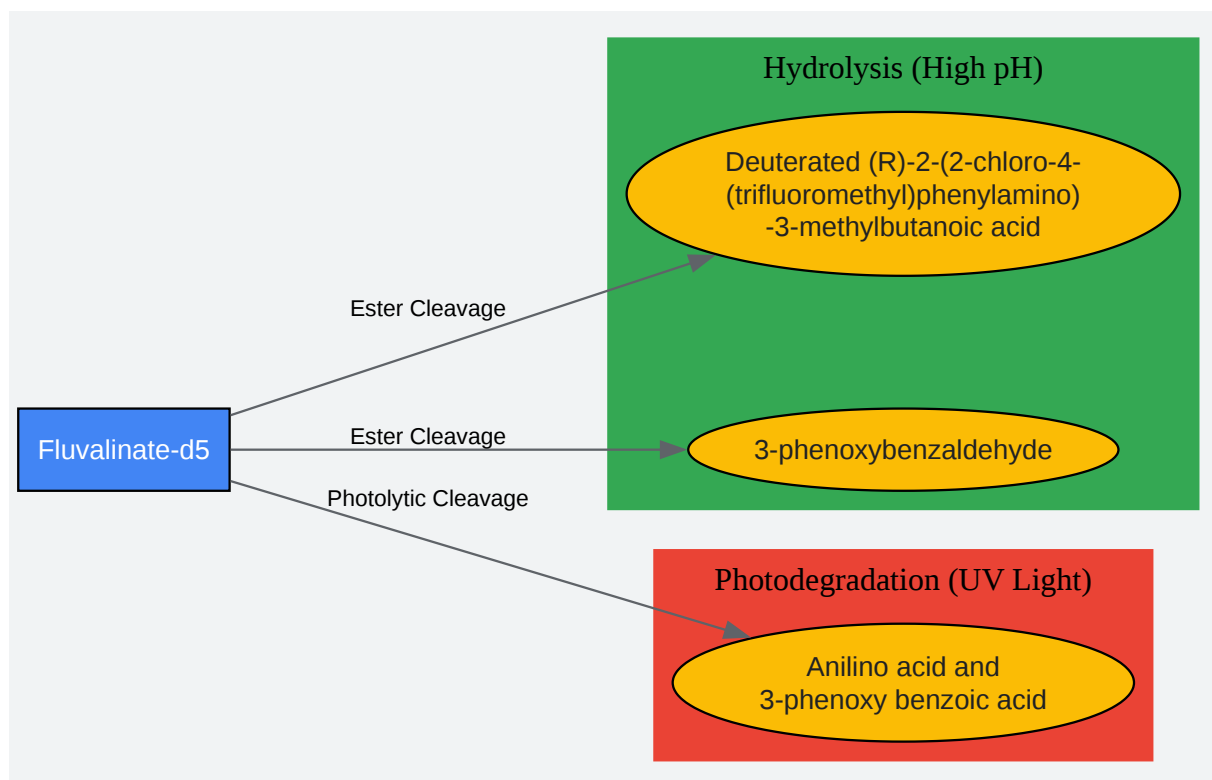 Hydrolysis (High pH)
Deuterated (R)-2-(2-chloro-4-
(trifluoromethyl)phenylamino)
-3-methylbutanoic acid
Ester Cleavage
Fluvalinate-d5
Ester Cleavage
3-phenoxybenzaldehyde
Photolytic Cleavage
Photodegradation (UV Light)
Anilino acid and
3-phenoxy benzoic acid